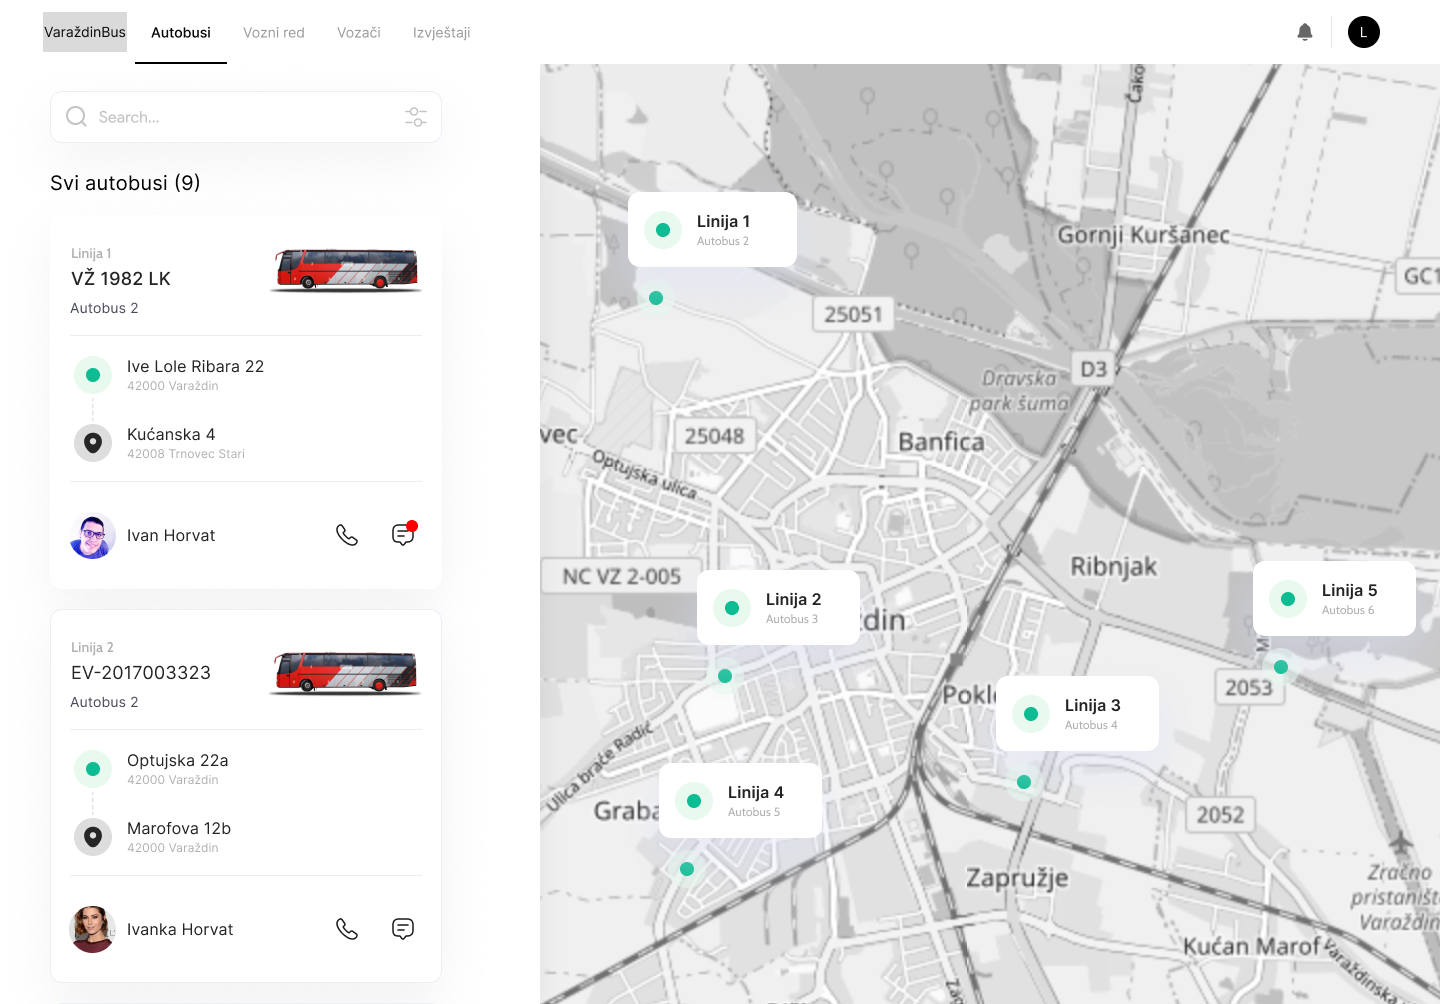 VaraždinBus
Autobusi
Vozni red
Vozači
Izvještaji
L
Search...
Svi autobusi (9)
Linija 1
VŽ 1982 LK
Autobus 2
Ive Lole Ribara 22
42000 Varaždin
Kućanska 4
42008 Trnovec Stari
Ivan Horvat
Linija 2
EV-2017003323
Autobus 2
Optujska 22a
42000 Varaždin
Marofova 12b
42000 Varaždin
Ivanka Horvat
Čako
Linija 1
Autobus 2
Gornji Kuršanec
GC1
25051
D3
Dravska
park šuma
vec
25048
Banfica
Optujska ulica
NC VZ 2-005
Ribnjak
Linija 2
Autobus 3
din
Linija 5
Autobus 6
2053
Pokl
Linija 3
Autobus 4
Ulica braće Radić
Linija 4
Autobus 5
Graba
2052
Zapružje
Zračno
pristaništ
Varaždin
Kućan Marof
Varaždinska
Zag